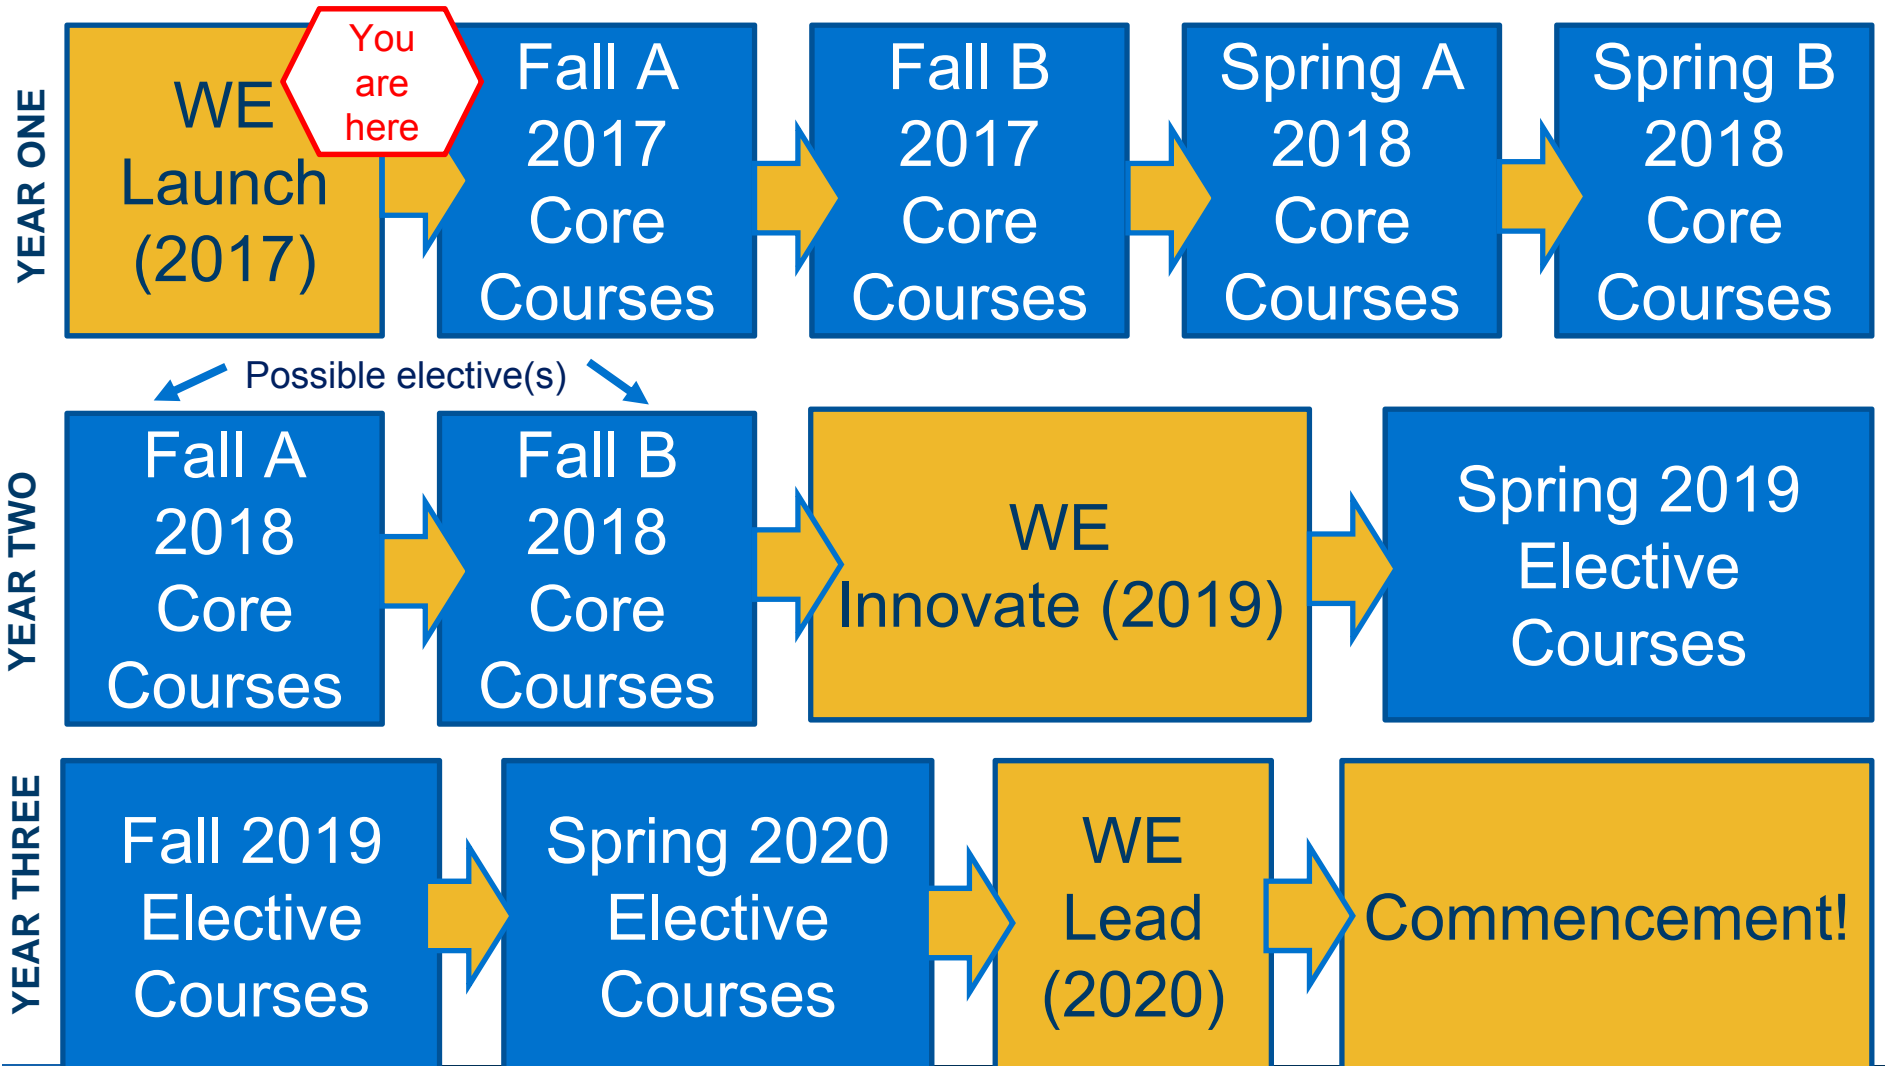 YEAR ONE
WE
Launch
(2017)
You
are
here
Fall A
2017
Core
Courses
Fall B
2017
Core
Courses
Spring A
2018
Core
Courses
Spring B
2018
Core
Courses
Possible elective(s)
YEAR TWO
Fall A
2018
Core
Courses
Fall B
2018
Core
Courses
WE
Innovate (2019)
Spring 2019
Elective
Courses
YEAR THREE
Fall 2019
Elective
Courses
Spring 2020
Elective
Courses
WE
Lead
(2020)
Commencement!